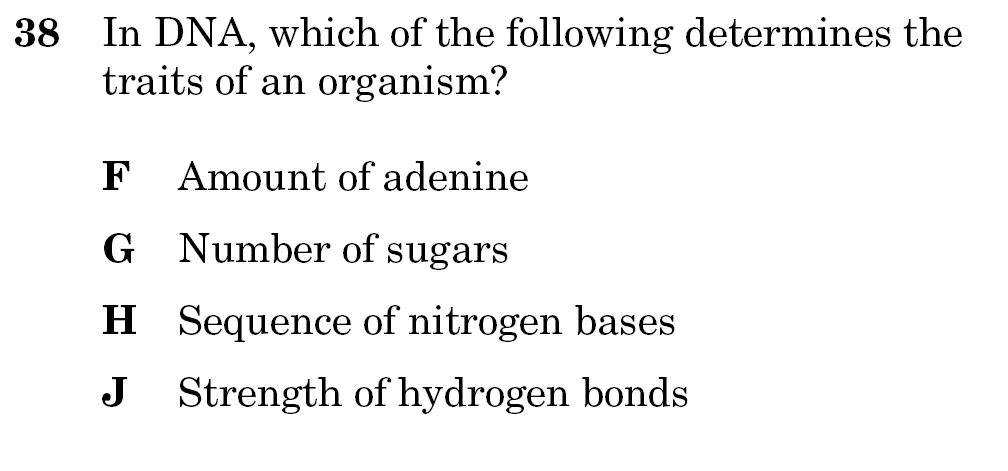 38 In DNA, which of the following determines the
traits of an organism?
F Amount of adenine
G Number of sugars
H Sequence of nitrogen bases
J Strength of hydrogen bonds